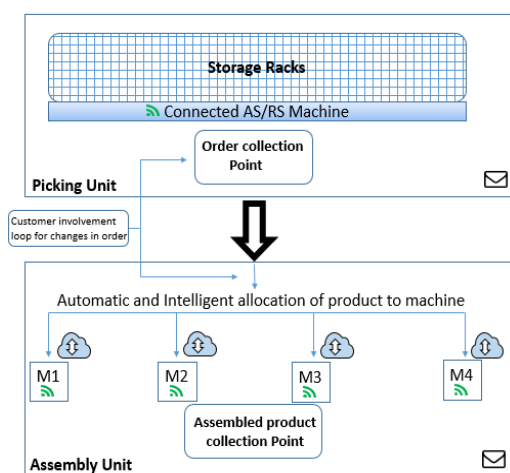 Storage Racks
Connected AS/RS Machine
Order collection
Point
Picking Unit
Customer involvement
loop for changes in order
Automatic and Intelligent allocation of product to machine
M1
M2
M3
M4
Assembled product
collection Point
Assembly Unit